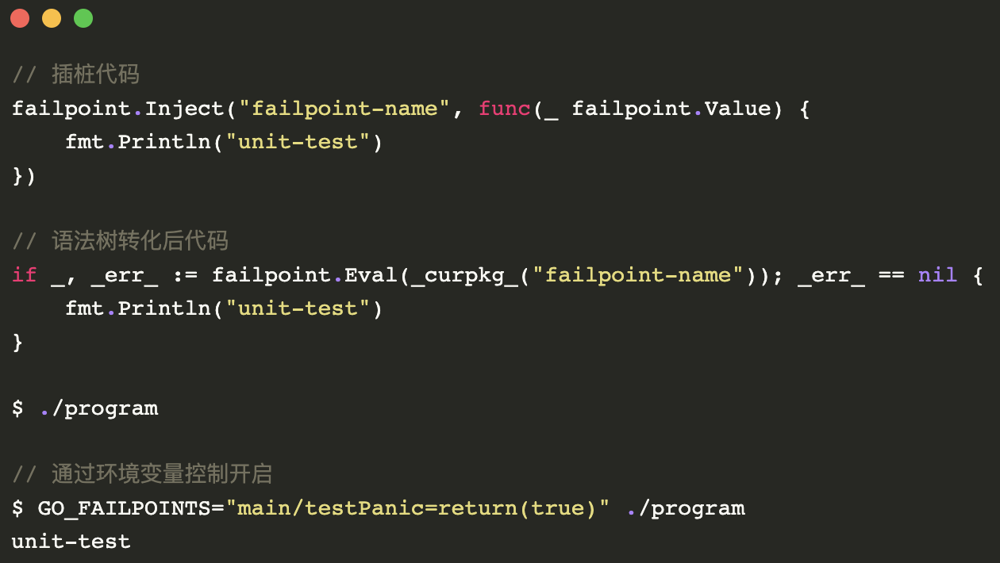 // 插桩代码
failpoint.Inject("failpoint-name", func(_ failpoint.Value) {
    fmt.Println("unit-test")
})
// 语法树转化后代码
if _, _err_ := failpoint.Eval(_curpkg_("failpoint-name")); _err_ == nil {
    fmt.Println("unit-test")
}
$ ./program
// 通过环境变量控制开启
$ GO_FAILPOINTS="main/testPanic=return(true)" ./program
unit-test